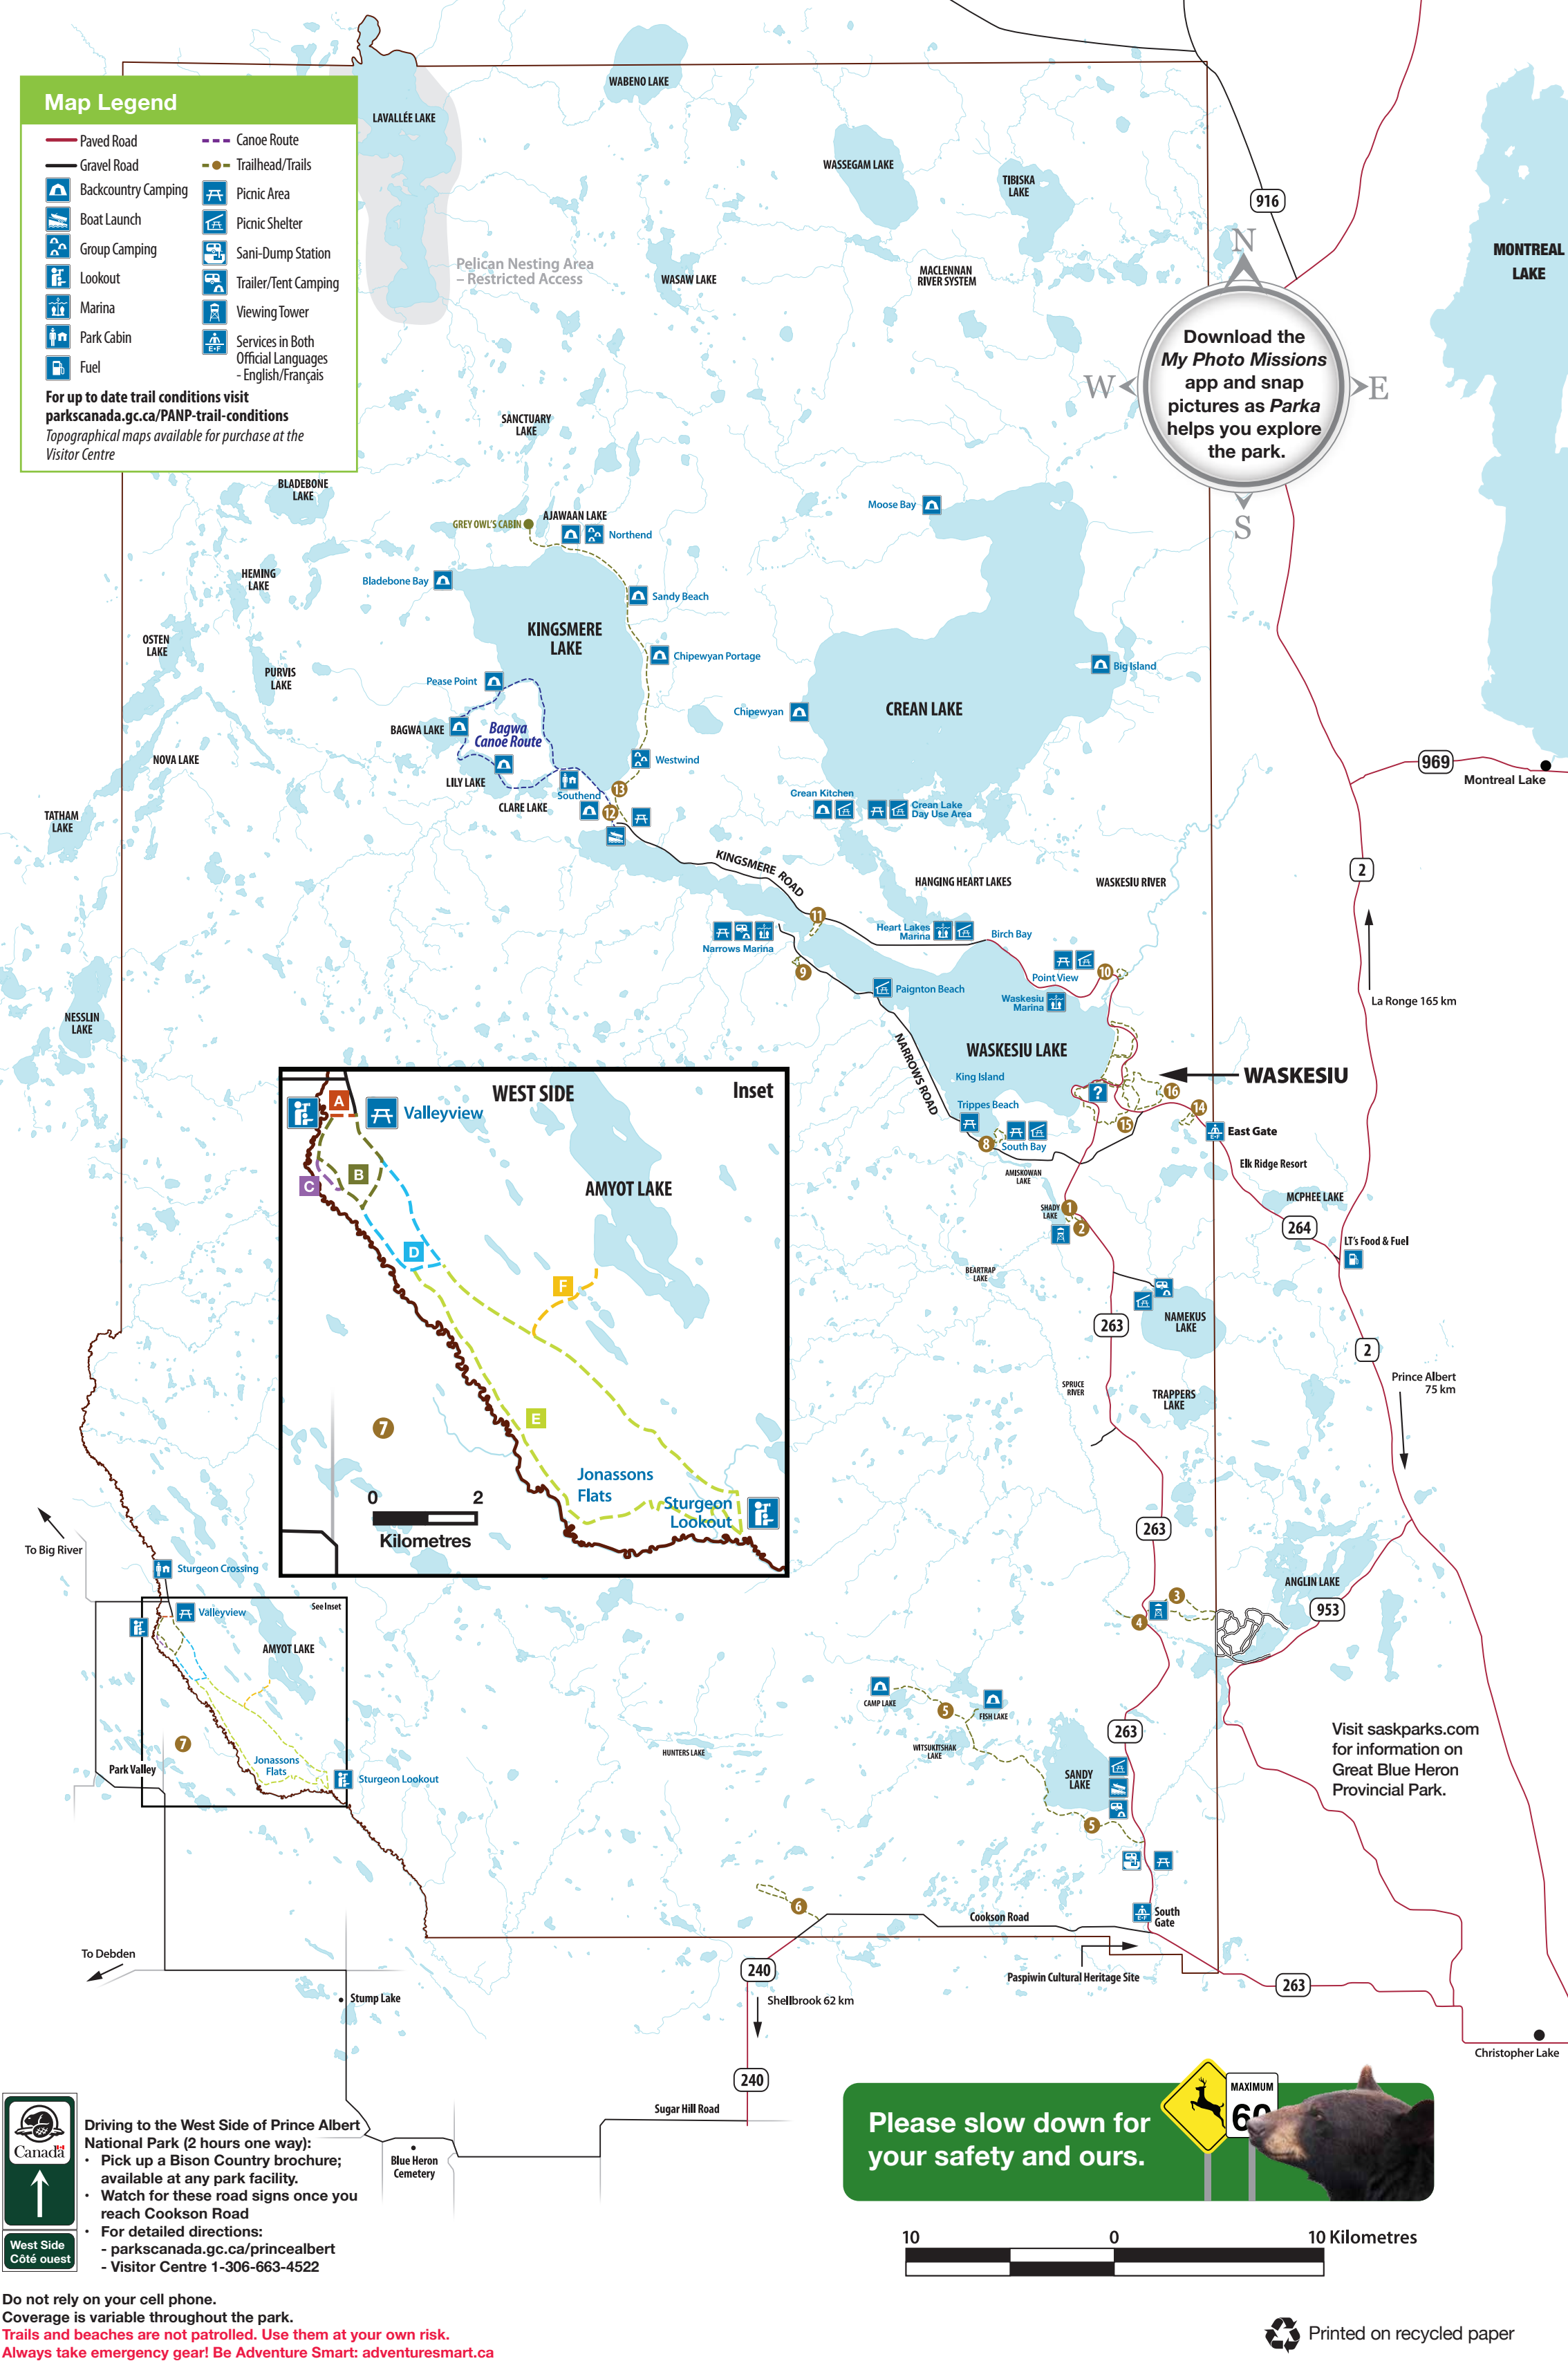 Map Legend
Paved Road
Gravel Road
Backcountry Camping
Boat Launch
Group Camping
Lookout
Marina
Park Cabin
Fuel
Canoe Route
Trailhead/Trails
Picnic Area
Picnic Shelter
Sani-Dump Station
Trailer/Tent Camping
Viewing Tower
E•F
Services in Both
Official Languages
- English/Français
For up to date trail conditions visit
parkscanada.gc.ca/PANP-trail-conditions
Topographical maps available for purchase at the
Visitor Centre
LAVALLÉE LAKE
WABENO LAKE
WASSEGAM LAKE
TIBISKA
LAKE
916
MONTREAL
LAKE
Pelican Nesting Area
– Restricted Access
WASAW LAKE
MACLENNAN
RIVER SYSTEM
N
W
E
S
Download the
My Photo Missions
app and snap
pictures as Parka
helps you explore
the park.
SANCTUARY
LAKE
BLADEBONE
LAKE
GREY OWL'S CABIN
AJAWAAN LAKE
Northend
Moose Bay
HEMING
LAKE
Bladebone Bay
Sandy Beach
OSTEN
LAKE
KINGSMERE
LAKE
Chipewyan Portage
Big Island
PURVIS
LAKE
Pease Point
Chipewyan
CREAN LAKE
BAGWA LAKE
Bagwa
Canoe Route
NOVA LAKE
Westwind
969
Montreal Lake
LILY LAKE
Southend
13
Crean Kitchen
CLARE LAKE
12
Crean Lake
Day Use Area
TATHAM
LAKE
KINGSMERE ROAD
2
HANGING HEART LAKES
WASKESIU RIVER
11
Heart Lakes
Marina
Birch Bay
Narrows Marina
9
Point View
10
Paignton Beach
Waskesiu
Marina
La Ronge 165 km
NESSLIN
LAKE
NARROWS ROAD
WASKESIU LAKE
King Island
?
16
WASKESIU
Trippes Beach
14
15
8
South Bay
E•F
East Gate
AMISKOWAN
LAKE
Elk Ridge Resort
MCPHEE LAKE
SHADY
LAKE
1
2
264
LT's Food & Fuel
BEARTRAP
LAKE
263
NAMEKUS
LAKE
2
SPRUCE
RIVER
TRAPPERS
LAKE
Prince Albert
75 km
WEST SIDE
Inset
A
Valleyview
B
C
AMYOT LAKE
D
F
E
7
0
2
Kilometres
Jonassons
Flats
Sturgeon
Lookout
263
To Big River
Sturgeon Crossing
Valleyview
See Inset
AMYOT LAKE
7
Park Valley
Jonassons
Flats
Sturgeon Lookout
ANGLIN LAKE
3
4
953
CAMP LAKE
5
FISH LAKE
WITSUKITSHAK
LAKE
263
HUNTERS LAKE
SANDY
LAKE
5
Visit saskparks.com
for information on
Great Blue Heron
Provincial Park.
6
Cookson Road
E•F
South
Gate
To Debden
240
Paspiwin Cultural Heritage Site
263
Stump Lake
Shellbrook 62 km
Christopher Lake
240
Sugar Hill Road
Blue Heron
Cemetery
Canada
West Side
Côté ouest
Driving to the West Side of Prince Albert
National Park (2 hours one way):
• Pick up a Bison Country brochure;
available at any park facility.
• Watch for these road signs once you
reach Cookson Road
• For detailed directions:
- parkscanada.gc.ca/princealbert
- Visitor Centre 1-306-663-4522
Do not rely on your cell phone.
Coverage is variable throughout the park.
Trails and beaches are not patrolled. Use them at your own risk.
Always take emergency gear! Be Adventure Smart: adventuresmart.ca
Please slow down for
your safety and ours.
MAXIMUM
60
10
0
10 Kilometres
Printed on recycled paper